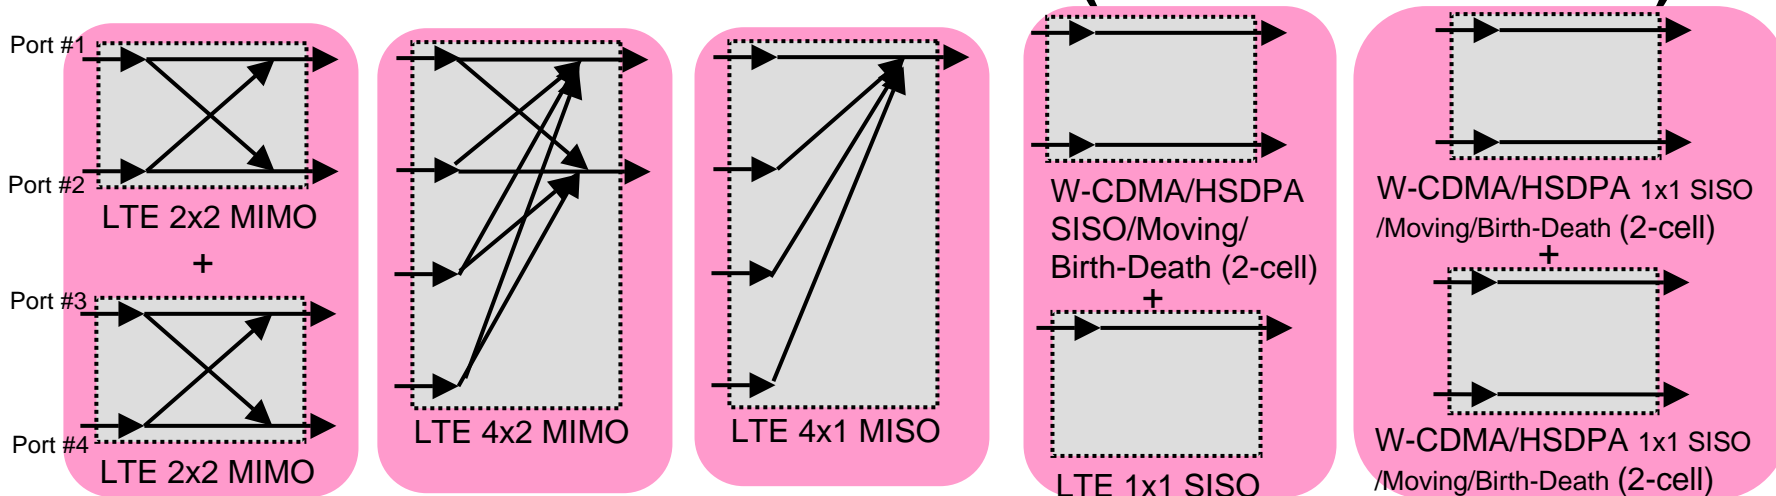 Port #1
Port #2
LTE 2x2 MIMO
+
Port #3
Port #4
LTE 2x2 MIMO
LTE 4x2 MIMO
LTE 4x1 MISO
W-CDMA/HSDPA
SISO/Moving/
Birth-Death (2-cell)
+
LTE 1x1 SISO
W-CDMA/HSDPA 1x1 SISO
/Moving/Birth-Death (2-cell)
+
W-CDMA/HSDPA 1x1 SISO
/Moving/Birth-Death (2-cell)